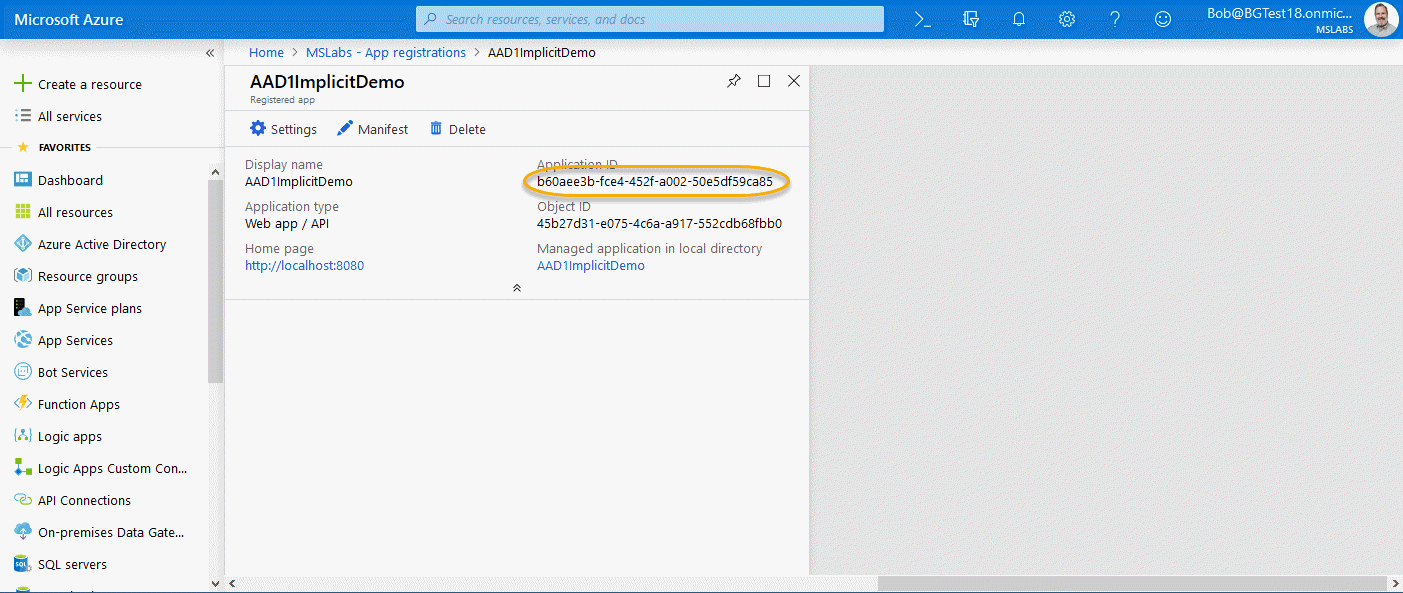 Microsoft Azure
Search resources, services, and docs
Bob@BGTest18.onmic...
MSLABS
Home > MSLabs - App registrations > AAD1ImplicitDemo
Create a resource
All services
FAVORITES
Dashboard
All resources
Azure Active Directory
Resource groups
App Service plans
App Services
Bot Services
Function Apps
Logic apps
Logic Apps Custom Con...
API Connections
On-premises Data Gate...
SQL servers
AAD1ImplicitDemo
Registered app
Settings
Manifest
Delete
Display name
AAD1ImplicitDemo
Application type
Web app / API
Home page
http://localhost:8080
Application ID
b60aee3b-fce4-452f-a002-50e5df59ca85
Object ID
45b27d31-e075-4c6a-a917-552cdb68fbb0
Managed application in local directory
AAD1ImplicitDemo